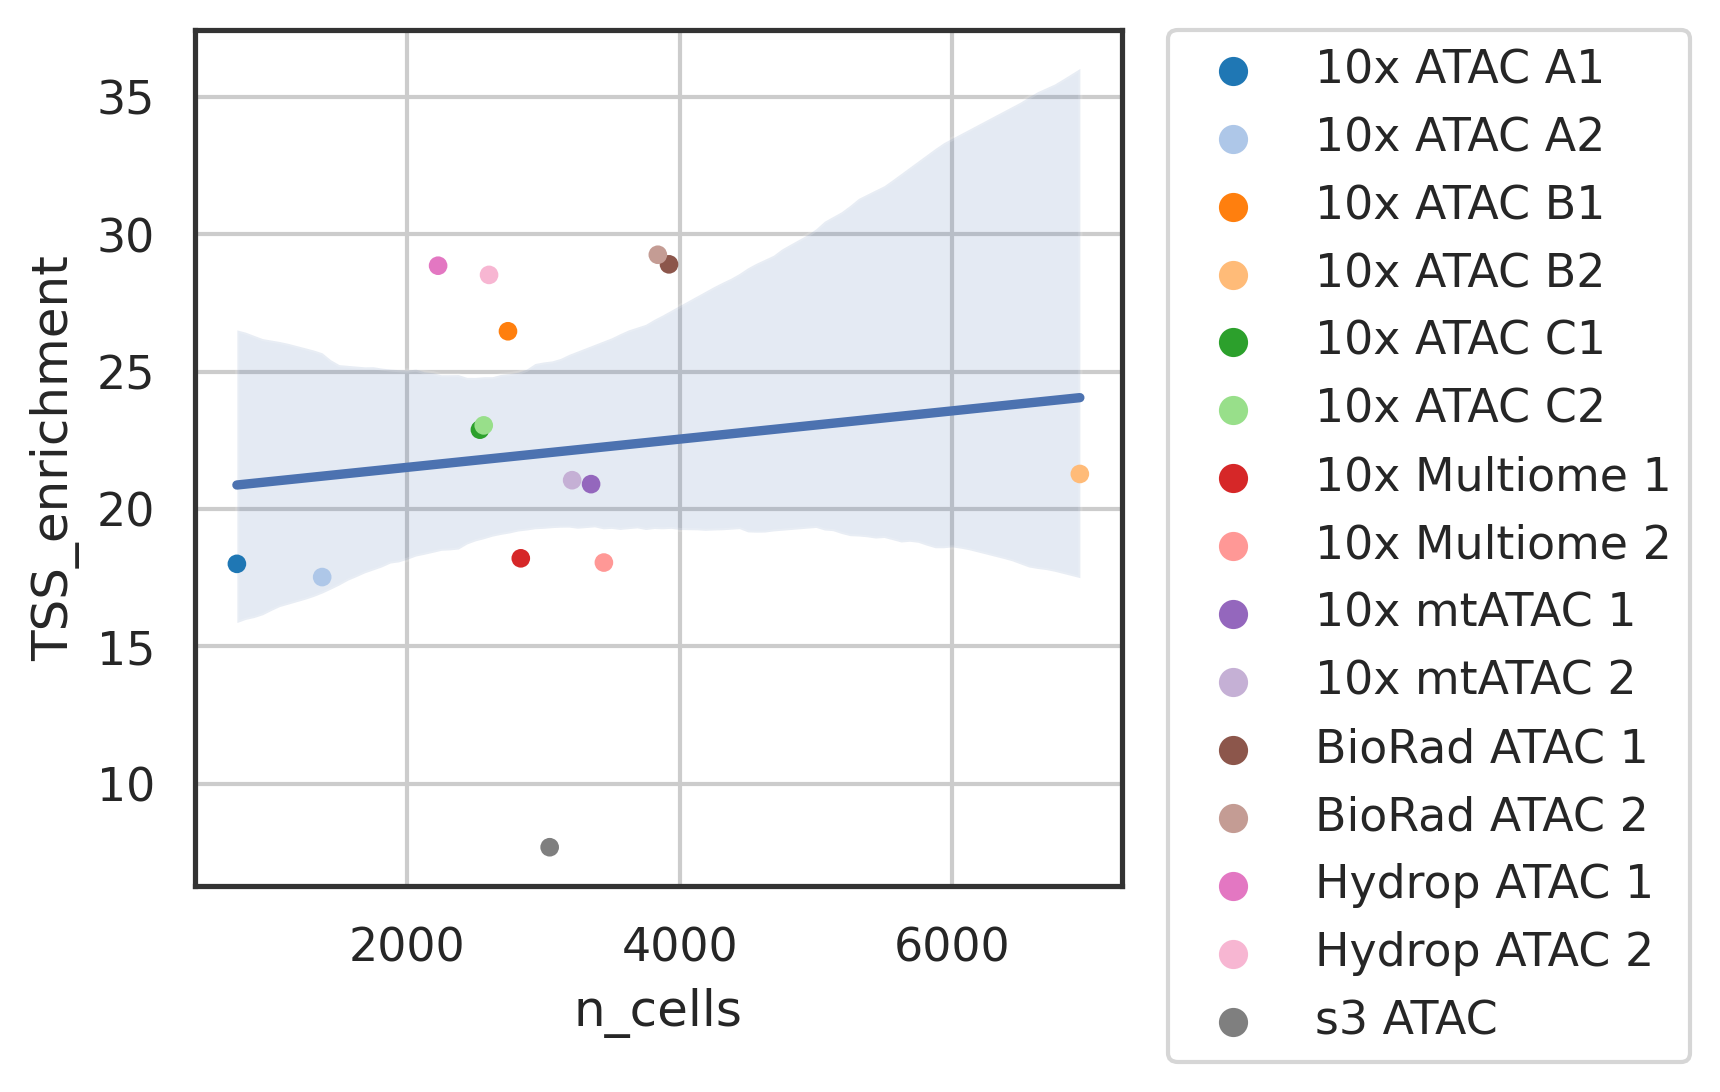 35
30
25
20
15
10
TSS_enrichment
2000 4000 6000
n_cells
10x ATAC A1
10x ATAC A2
10x ATAC B1
10x ATAC B2
10x ATAC C1
10x ATAC C2
10x Multiome 1
10x Multiome 2
10x mtATAC 1
10x mtATAC 2
BioRad ATAC 1
BioRad ATAC 2
Hydrop ATAC 1
Hydrop ATAC 2
s3 ATAC